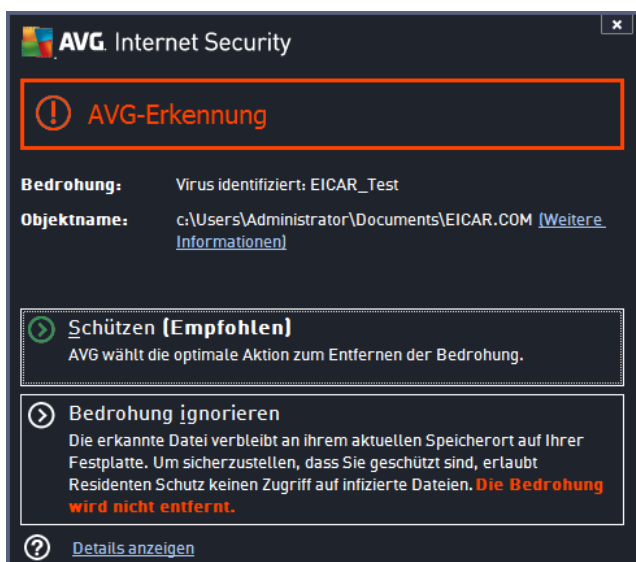 AVG. Internet Security
AVG-Erkennung
Bedrohung: Virus identifiziert: EICAR_Test
Objektname: c:\Users\Administrator\Documents\EICAR.COM (Weitere
Informationen)
Schützen (Empfohlen)
AVG wählt die optimale Aktion zum Entfernen der Bedrohung.
Bedrohung ignorieren
Die erkannte Datei verbleibt an ihrem aktuellen Speicherort auf Ihrer
Festplatte. Um sicherzustellen, dass Sie geschützt sind, erlaubt
Residenten Schutz keinen Zugriff auf infizierte Dateien. Die Bedrohung
wird nicht entfernt.
Details anzeigen